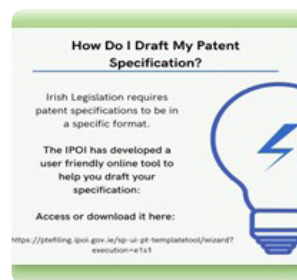 How Do I Draft My Patent
Specification?
Irish Legislation requires
patent specifications to be in
a specific format.
The IPOI has developed a
user friendly online tool to
help you draft your
specification:
Access or download it here:
https://ptefiling.ipoi.gov.ie/sp-ui-pt-templatetool/wizard?
execution=e1s1